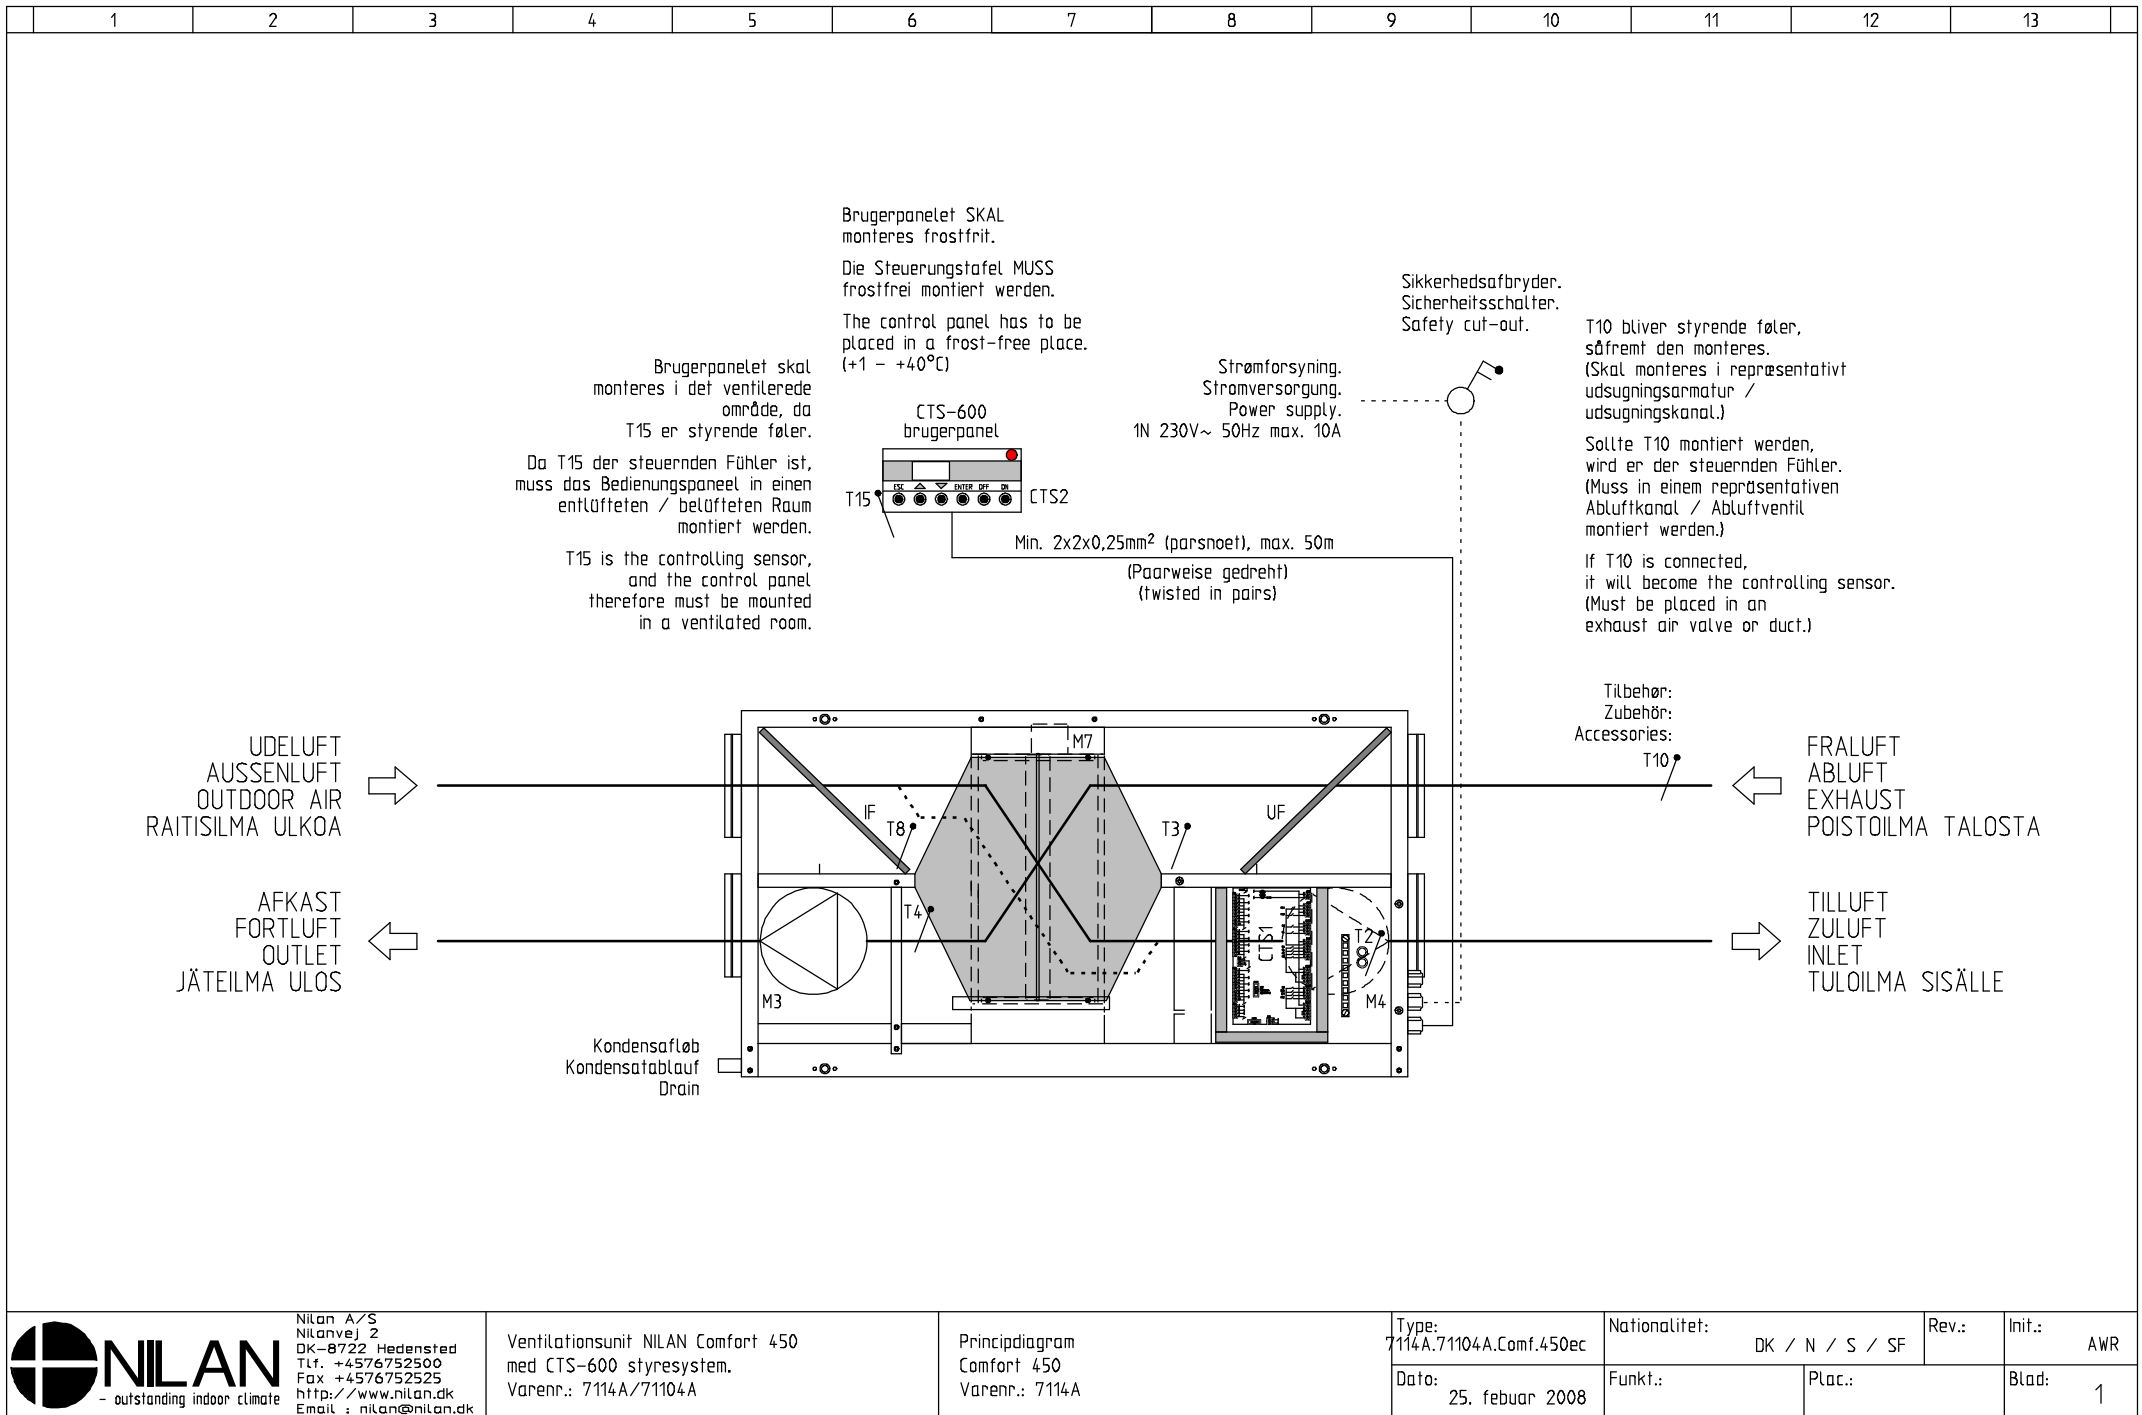 1 2 3 4 5 6 7 8 9 10 11 12 13
Brugerpanelet SKAL
monteres frostfrit.
Die Steuerungstafel MUSS
frostfrei montiert werden.
The control panel has to be
placed in a frost-free place.
(+1 - +40°C)
Brugerpanelet skal
monteres i det ventilerede
område, da
T15 er styrende føler.
Da T15 der steuernden Fühler ist,
muss das Bedienungspaneel in einen
entlüfteten / belüfteten Raum
montiert werden.
T15 is the controlling sensor,
and the control panel
therefore must be mounted
in a ventilated room.
CTS-600
brugerpanel
ESC ENTER OFF ON
T15
CTS2
Strømforsyning.
Stromversorgung.
Power supply.
1N 230V~ 50Hz max. 10A
Sikkerhedsafbryder.
Sicherheitsschalter.
Safety cut-out.
Min. 2x2x0,25mm² (parsnoet), max. 50m
(Paarweise gedreht)
(twisted in pairs)
T10 bliver styrende føler,
såfremt den monteres.
(Skal monteres i repræsentativt
udsugningsarmatur /
udsugningskanal.)
Sollte T10 montiert werden,
wird er der steuernden Fühler.
(Muss in einem repräsentativen
Abluftkanal / Abluftventil
montiert werden.)
If T10 is connected,
it will become the controlling sensor.
(Must be placed in an
exhaust air valve or duct.)
Tilbehør:
Zubehör:
Accessories:
T10
UDELUFT
AUSSENLUFT
OUTDOOR AIR
RAITISILMA ULKOA
AFKAST
FORTLUFT
OUTLET
JÄTEILMA ULOS
FRALUFT
ABLUFT
EXHAUST
POISTOILMA TALOSTA
TILLUFT
ZULUFT
INLET
TULOILMA SISÄLLE
M7
IF
T8
T3
UF
T4
CTS1
T2
M3
M4
Kondensafløb
Kondensatablauf
Drain
NILAN
- outstanding indoor climate
Nilan A/S
Nilanvej 2
DK-8722 Hedensted
Tlf. +4576752500
Fax +4576752525
http://www.nilan.dk
Email : nilan@nilan.dk
Ventilationsunit NILAN Comfort 450
med CTS-600 styresystem.
Varenr.: 7114A/71104A
Principdiagram
Comfort 450
Varenr.: 7114A
Type:
7114A.71104A.Comf.450ec
Dato:
25. febuar 2008
Nationalitet:
DK / N / S / SF
Rev.:
Init.:
AWR
Funkt.:
Plac.:
Blad:
1